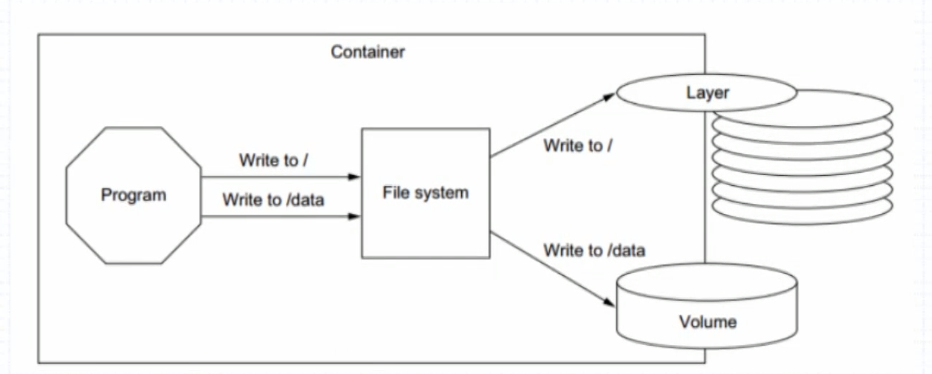 Container
Layer
Write to /
Write to /
Program
File system
Write to /data
Write to /data
Volume